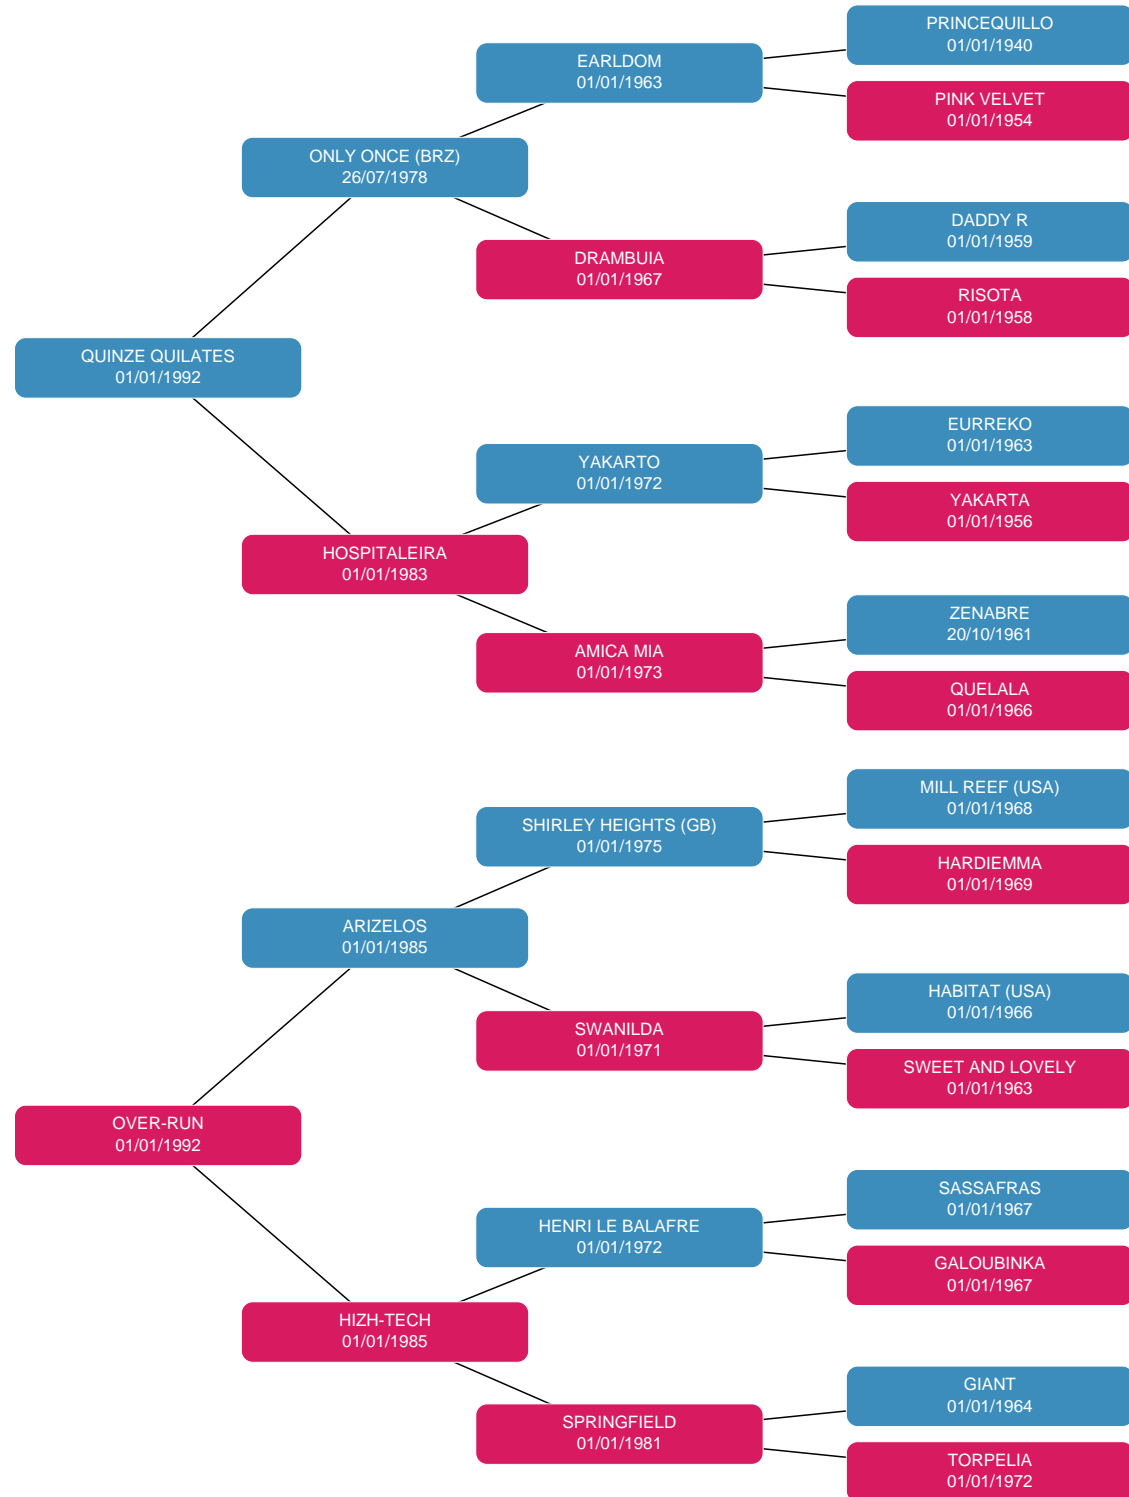 PRINCEQUILLO
01/01/1940
EARLDOM
01/01/1963
PINK VELVET
01/01/1954
ONLY ONCE (BRZ)
26/07/1978
DADDY R
01/01/1959
DRAMBUIA
01/01/1967
RISOTA
01/01/1958
QUINZE QUILATES
01/01/1992
EURREKO
01/01/1963
YAKARTO
01/01/1972
YAKARTA
01/01/1956
HOSPITALEIRA
01/01/1983
ZENABRE
20/10/1961
AMICA MIA
01/01/1973
QUELALA
01/01/1966
MILL REEF (USA)
01/01/1968
SHIRLEY HEIGHTS (GB)
01/01/1975
HARDIEMMA
01/01/1969
ARIZELOS
01/01/1985
HABITAT (USA)
01/01/1966
SWANILDA
01/01/1971
SWEET AND LOVELY
01/01/1963
OVER-RUN
01/01/1992
SASSAFRAS
01/01/1967
HENRI LE BALAFRE
01/01/1972
GALOUBINKA
01/01/1967
HIZH-TECH
01/01/1985
GIANT
01/01/1964
SPRINGFIELD
01/01/1981
TORPELIA
01/01/1972